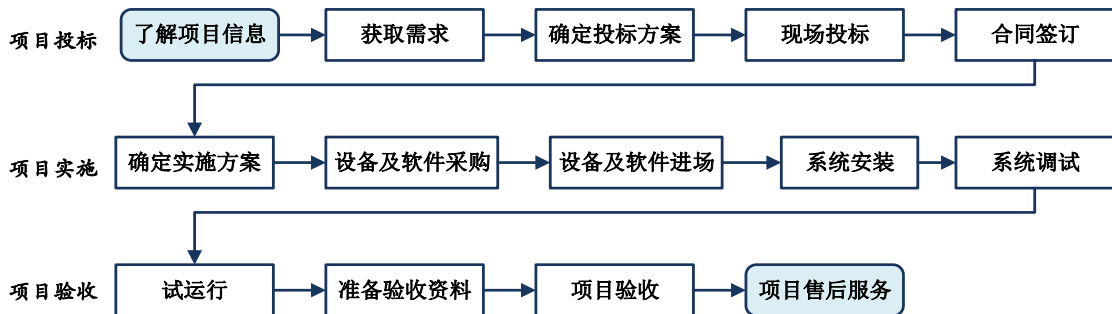 项目投标
了解项目信息
获取需求
确定投标方案
现场投标
合同签订
项目实施
确定实施方案
设备及软件采购
设备及软件进场
系统安装
系统调试
项目验收
试运行
准备验收资料
项目验收
项目售后服务